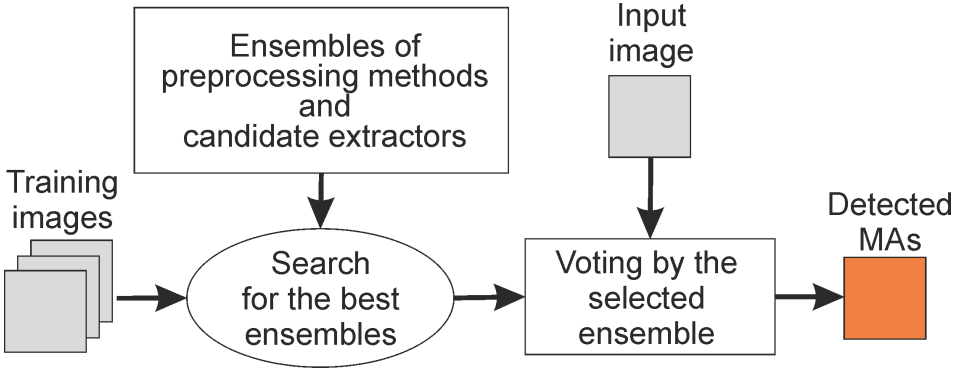 Ensembles of
preprocessing methods
and
candidate extractors
Input
image
Training
images
Search
for the best
ensembles
Voting by the
selected
ensemble
Detected
MAs